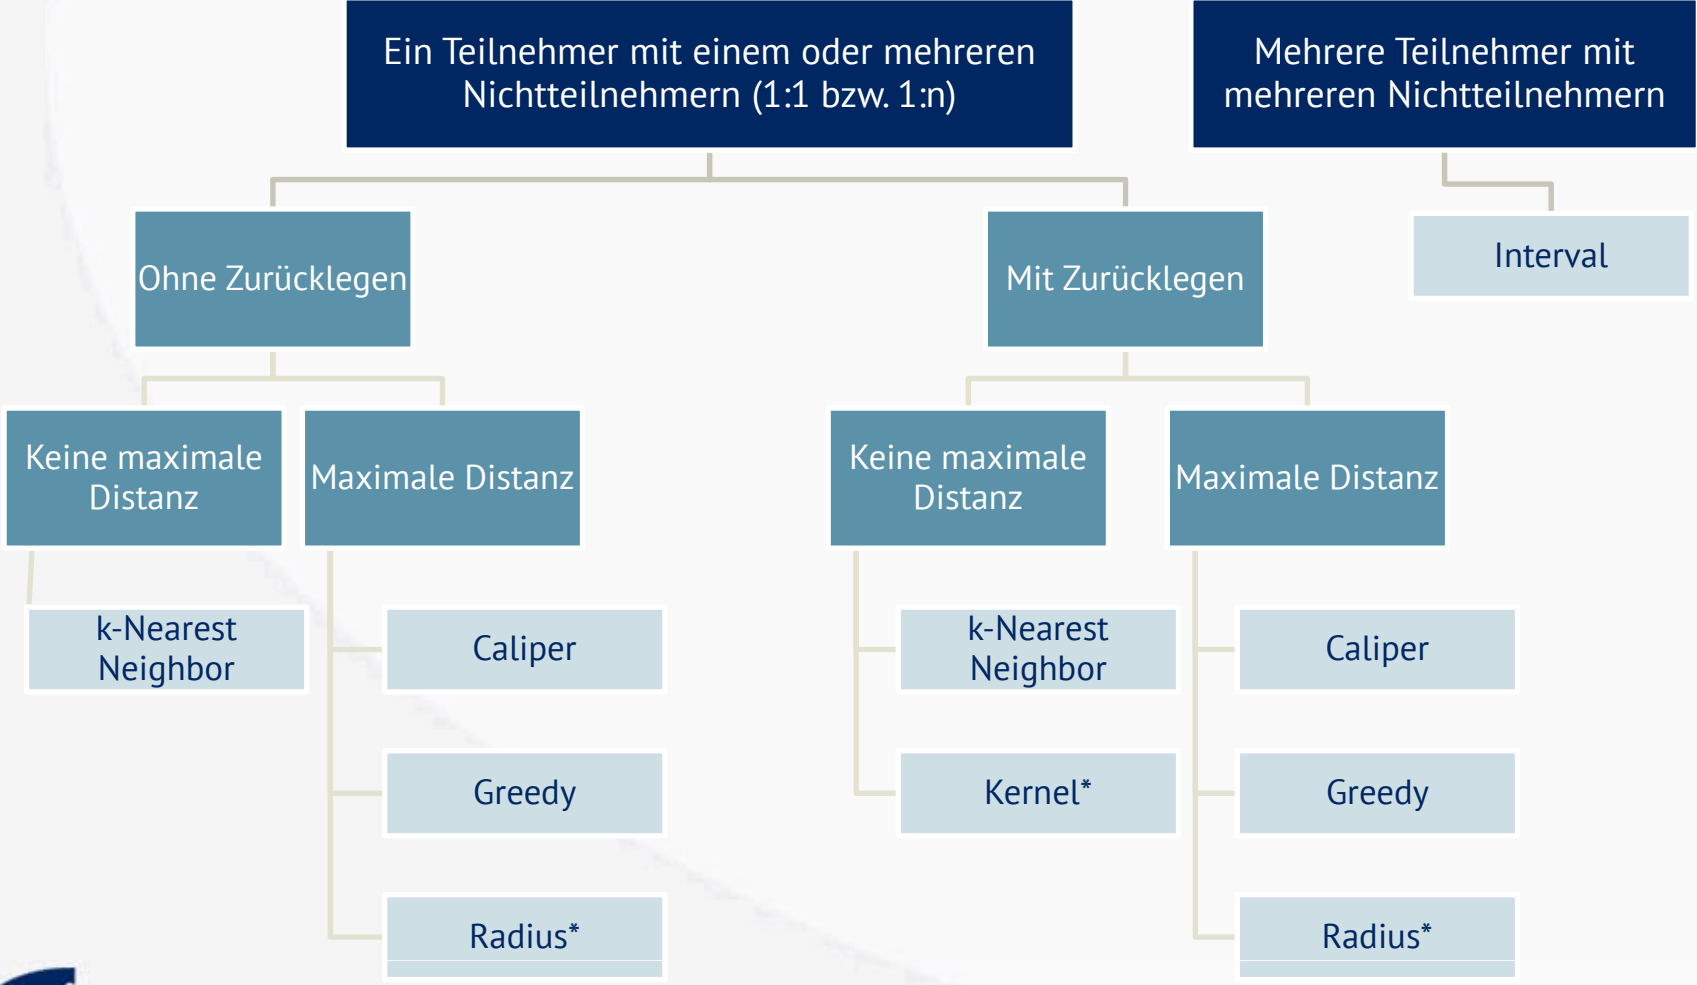 Ein Teilnehmer mit einem oder mehreren
Nichtteilnehmern (1:1 bzw. 1:n)
Mehrere Teilnehmer mit
mehreren Nichtteilnehmern
Ohne Zurücklegen
Mit Zurücklegen
Interval
Keine maximale
Distanz
Maximale Distanz
Keine maximale
Distanz
Maximale Distanz
k-Nearest
Neighbor
Caliper
k-Nearest
Neighbor
Caliper
Greedy
Kernel*
Greedy
Radius*
Radius*